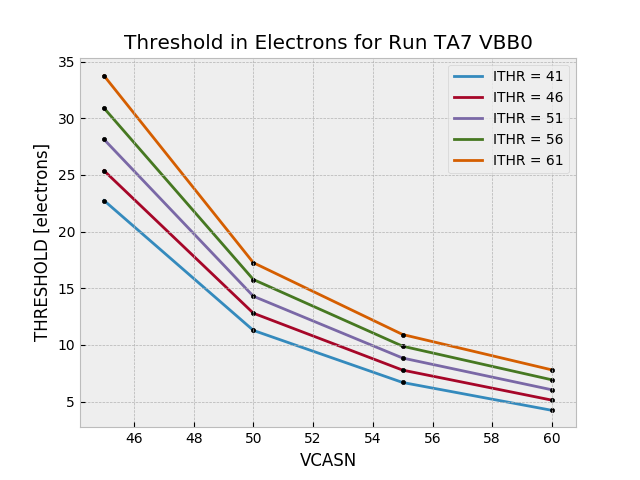 Threshold in Electrons for Run TA7 VBB0
35
30
25
20
15
10
5
THRESHOLD [electrons]
ITHR = 41
ITHR = 46
ITHR = 51
ITHR = 56
ITHR = 61
46 48 50 52 54 56 58 60
VCASN